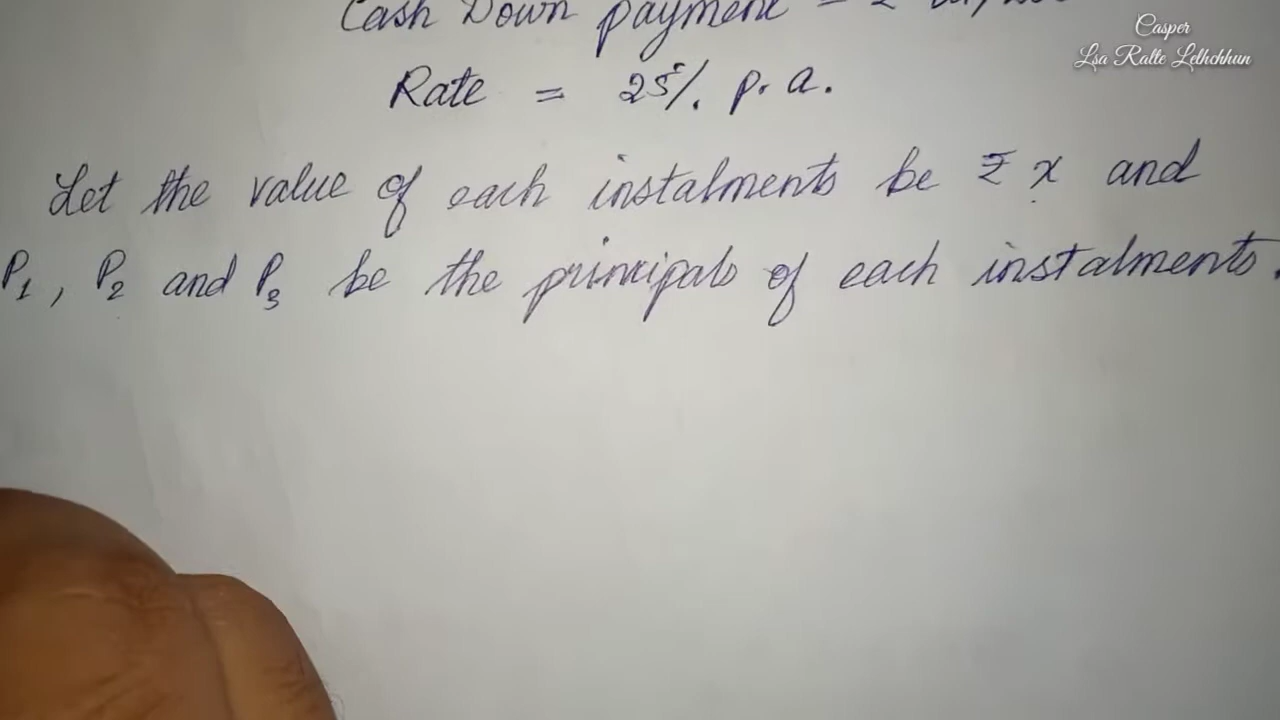 Cash Down payment =
Casper
Lsa Ralte Lethchhun
Rate = 25%. p.a.
Let the value of each instalments be ₹ x and
P₁, P₂ and P₃ be the principals of each instalments.